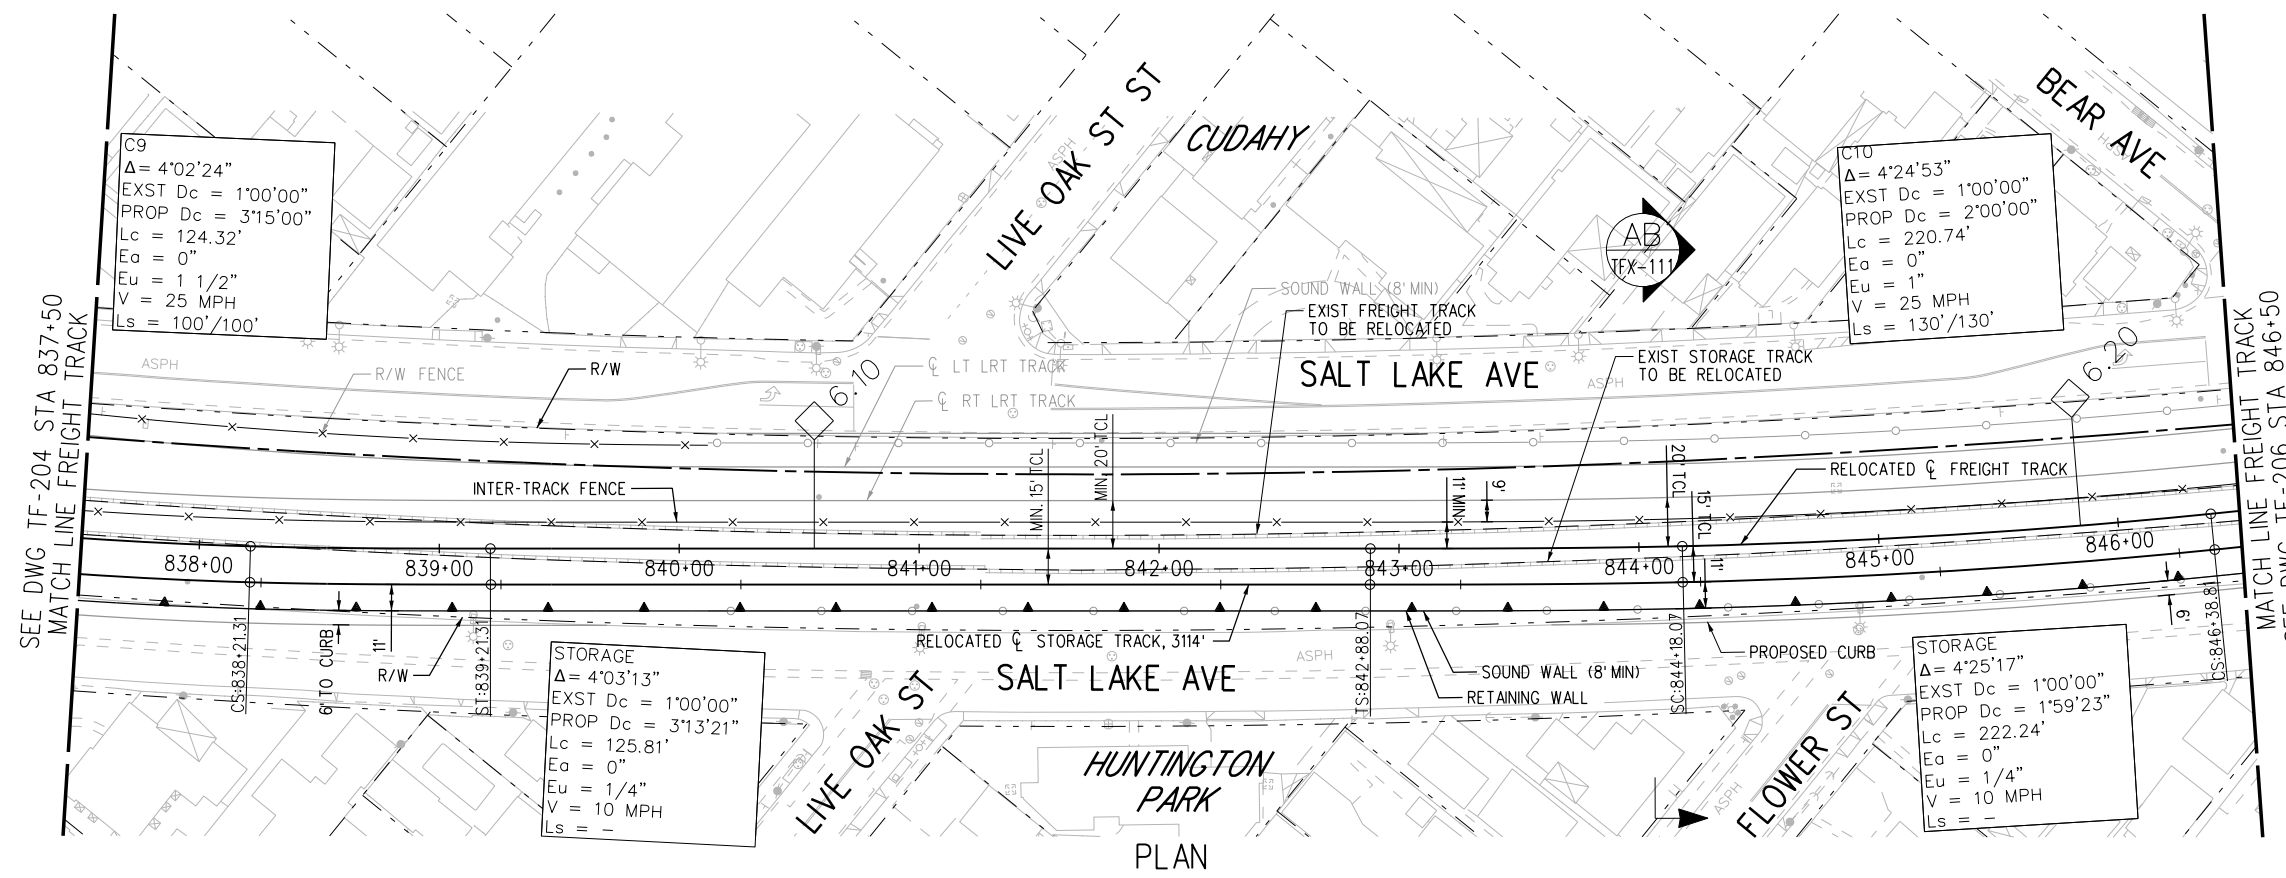 C9
Δ= 4°02'24"
EXST Dc = 1°00'00"
PROP Dc = 3°15'00"
Lc = 124.32'
Ea = 0"
Eu = 1 1/2"
V = 25 MPH
Ls = 100'/100'
LIVE OAK ST ST
CUDAHY
AB
TFX-111
BEAR AVE
C10
Δ= 4°24'53"
EXST Dc = 1°00'00"
PROP Dc = 2°00'00"
Lc = 220.74'
Ea = 0"
Eu = 1"
V = 25 MPH
Ls = 130'/130'
SEE DWG TF-204 STA 837+50
MATCH LINE FREIGHT TRACK
ASPH
ASPH
R/W FENCE
R/W
6.10
℄ LT LRT TRACK
℄ RT LRT TRACK
SOUND WALL (8' MIN)
EXIST FREIGHT TRACK
TO BE RELOCATED
SALT LAKE AVE
ASPH
EXIST STORAGE TRACK
TO BE RELOCATED
6.20
MATCH LINE FREIGHT TRACK
SEE DWG TF-206 STA 846+50
INTER-TRACK FENCE
MIN. 15' TCL
MIN. 20' TCL
11' MIN
9'
20' TCL
15' TCL
11'
RELOCATED ℄ FREIGHT TRACK
838+00
839+00
840+00
841+00
842+00
843+00
844+00
845+00
846+00
CS:838+21.31
6' TO CURB
11'
R/W
ST:839+21.31
RELOCATED ℄ STORAGE TRACK, 3114'
SALT LAKE AVE
ASPH
TS:842+88.07
SOUND WALL (8' MIN)
RETAINING WALL
SC:844+18.07
PROPOSED CURB
9'
CS:846+38.81
STORAGE
Δ= 4°03'13"
EXST Dc = 1°00'00"
PROP Dc = 3°13'21"
Lc = 125.81'
Ea = 0"
Eu = 1/4"
V = 10 MPH
Ls = -
LIVE OAK ST
HUNTINGTON
PARK
ASPH
FLOWER ST
STORAGE
Δ= 4°25'17"
EXST Dc = 1°00'00"
PROP Dc = 1°59'23"
Lc = 222.24'
Ea = 0"
Eu = 1/4"
V = 10 MPH
Ls = -
PLAN